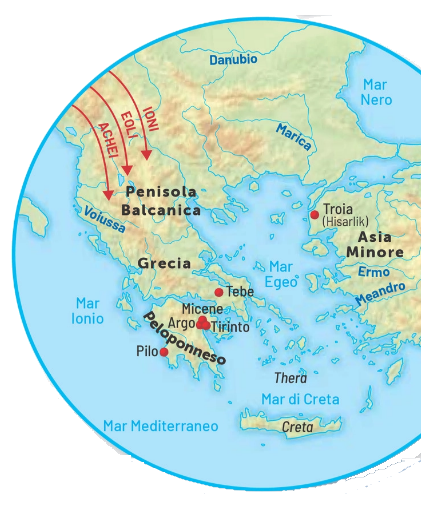 Danubio
Mar
Nero
IONI
EOLI
ACHEI
Marica
Penisola
Balcanica
Voiussa
Troia
(Hisarlik)
Asia
Minore
Grecia
Mar
Egeo
Ermo
Meandro
Tebe
Mar
Ionio
Micene
Argo
Tirinto
Peloponneso
Pilo
Thera
Mar di Creta
Creta
Mar Mediterraneo